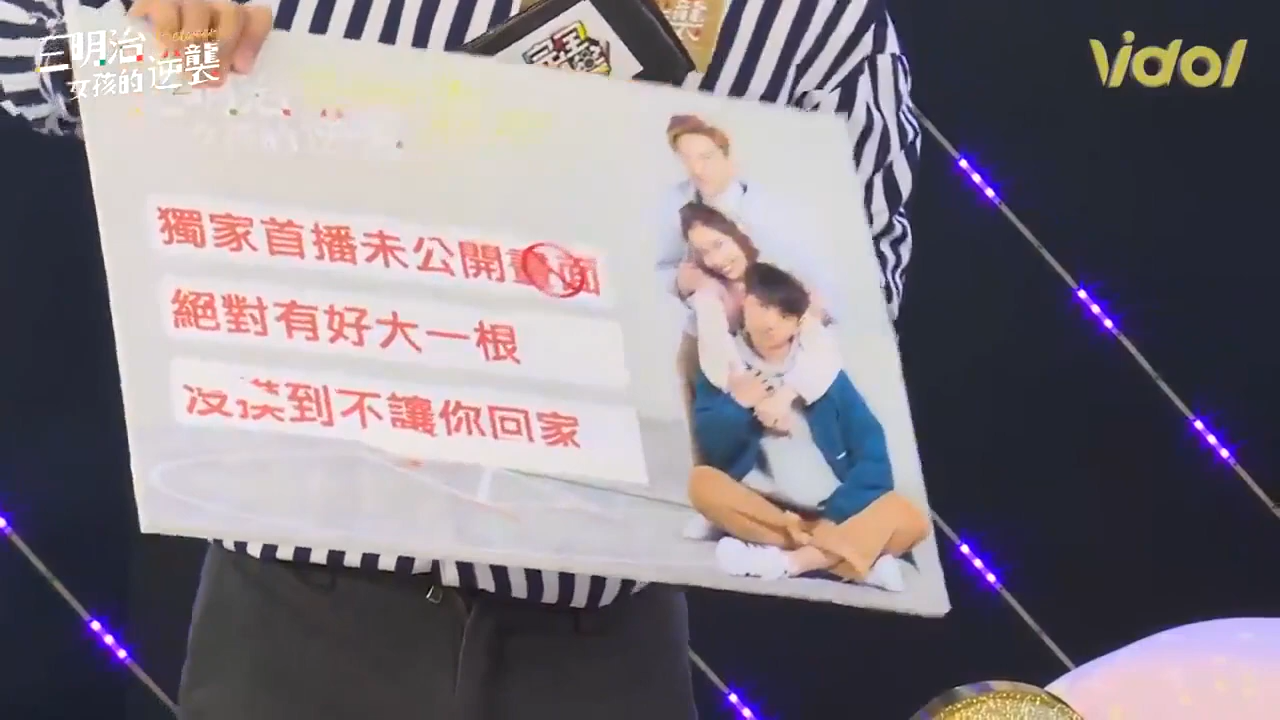 三明治
女孩的逆襲
Vidol
獨家首播未公開畫面
絕對有好大一根
沒摸到不讓你回家